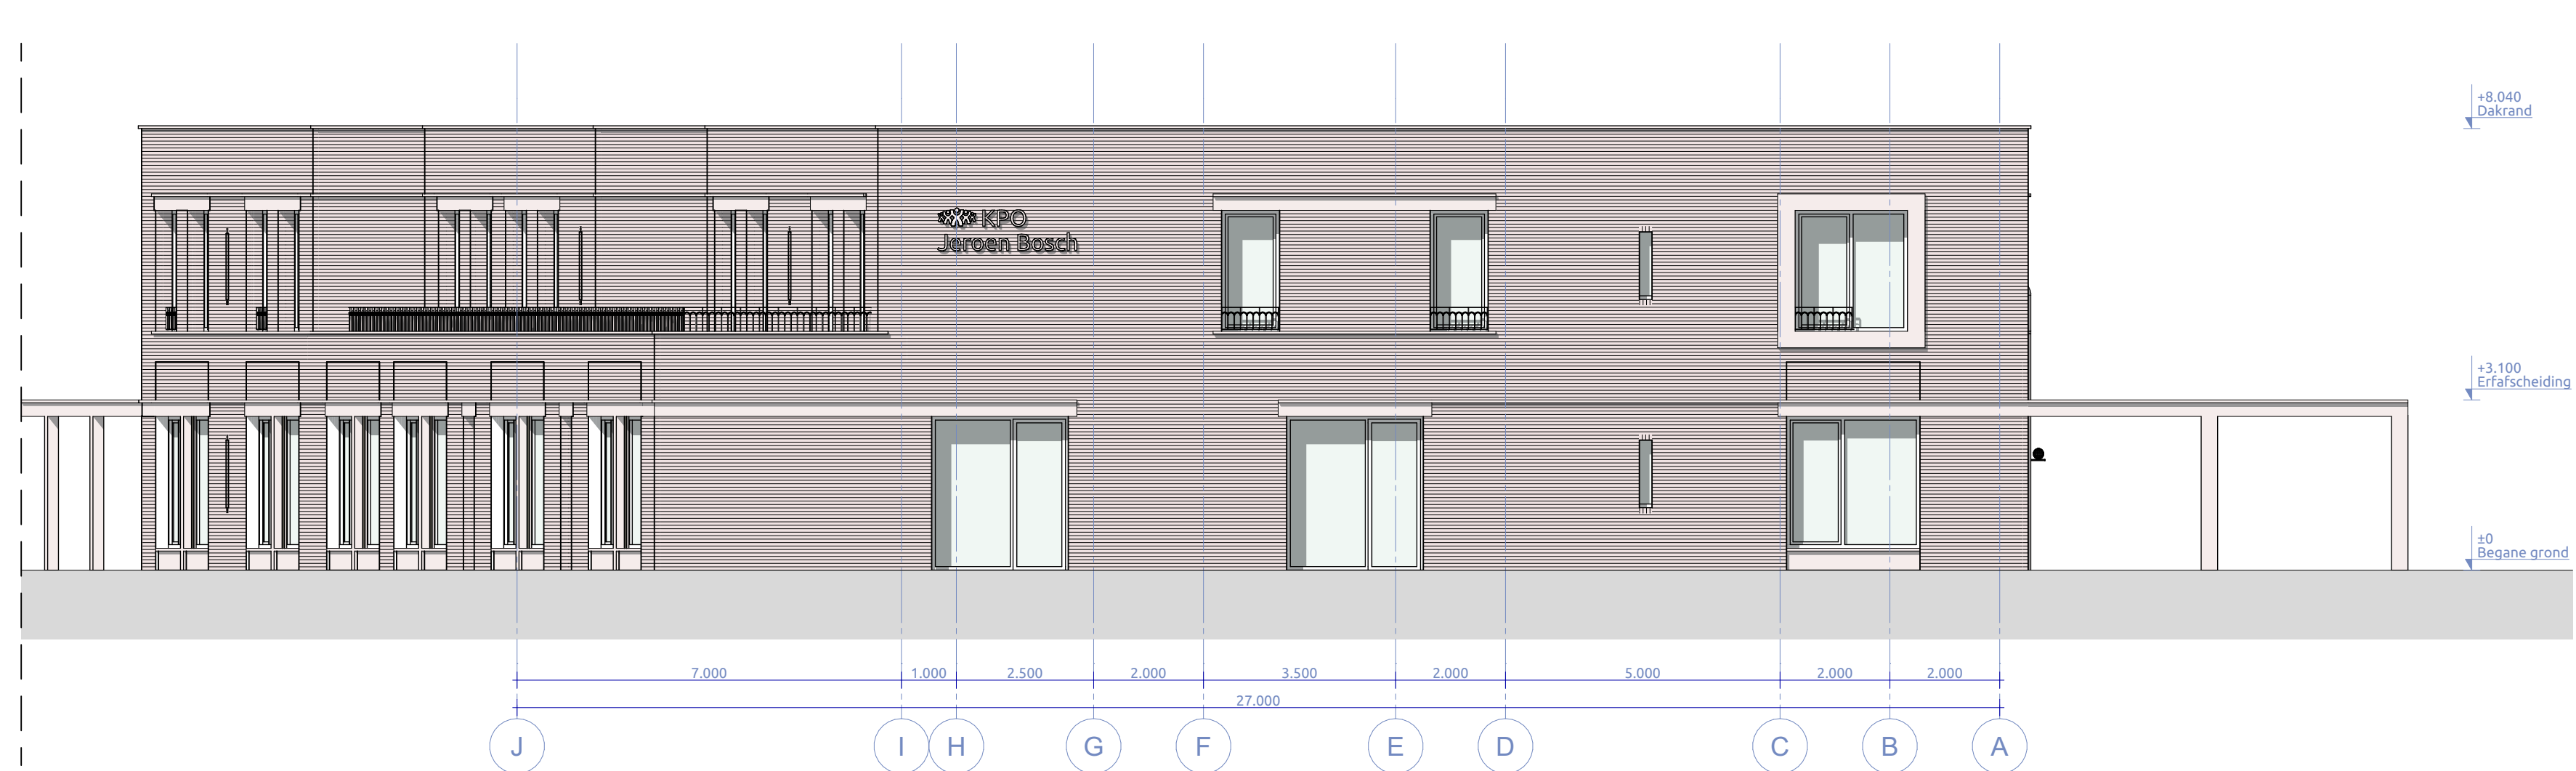 +8.040
Dakrand
KPO
Jeroen Bosch
+3.100
Erfafscheiding
±0
Begane grond
7.000 1.000 2.500 2.000 3.500 2.000 5.000 2.000 2.000
27.000
J I H G F E D C B A